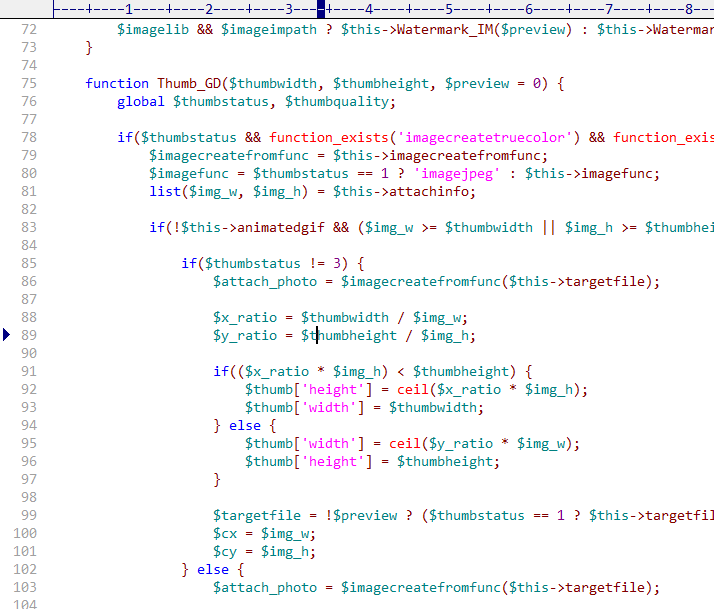 ----+----1----+----2----+----3----+----4----+----5----+----6----+----7----+----8----
72 $imagelib && $imageimpath ? $this->Watermark_IM($preview) : $this->Watermar
73 }
74
75 function Thumb_GD($thumbwidth, $thumbheight, $preview = 0) {
76 global $thumbstatus, $thumbquality;
77
78 if($thumbstatus && function_exists('imagecreatetruecolor') && function_exis
79 $imagecreatefromfunc = $this->imagecreatefromfunc;
80 $imagefunc = $thumbstatus == 1 ? 'imagejpeg' : $this->imagefunc;
81 list($img_w, $img_h) = $this->attachinfo;
82
83 if(!$this->animatedgif && ($img_w >= $thumbwidth || $img_h >= $thumbhei
84
85 if($thumbstatus != 3) {
86 $attach_photo = $imagecreatefromfunc($this->targetfile);
87
88 $x_ratio = $thumbwidth / $img_w;
89 $y_ratio = $thumbheight / $img_h;
90
91 if(($x_ratio * $img_h) < $thumbheight) {
92 $thumb['height'] = ceil($x_ratio * $img_h);
93 $thumb['width'] = $thumbwidth;
94 } else {
95 $thumb['width'] = ceil($y_ratio * $img_w);
96 $thumb['height'] = $thumbheight;
97 }
98
99 $targetfile = !$preview ? ($thumbstatus == 1 ? $this->targetfil
100 $cx = $img_w;
101 $cy = $img_h;
102 } else {
103 $attach_photo = $imagecreatefromfunc($this->targetfile);
104